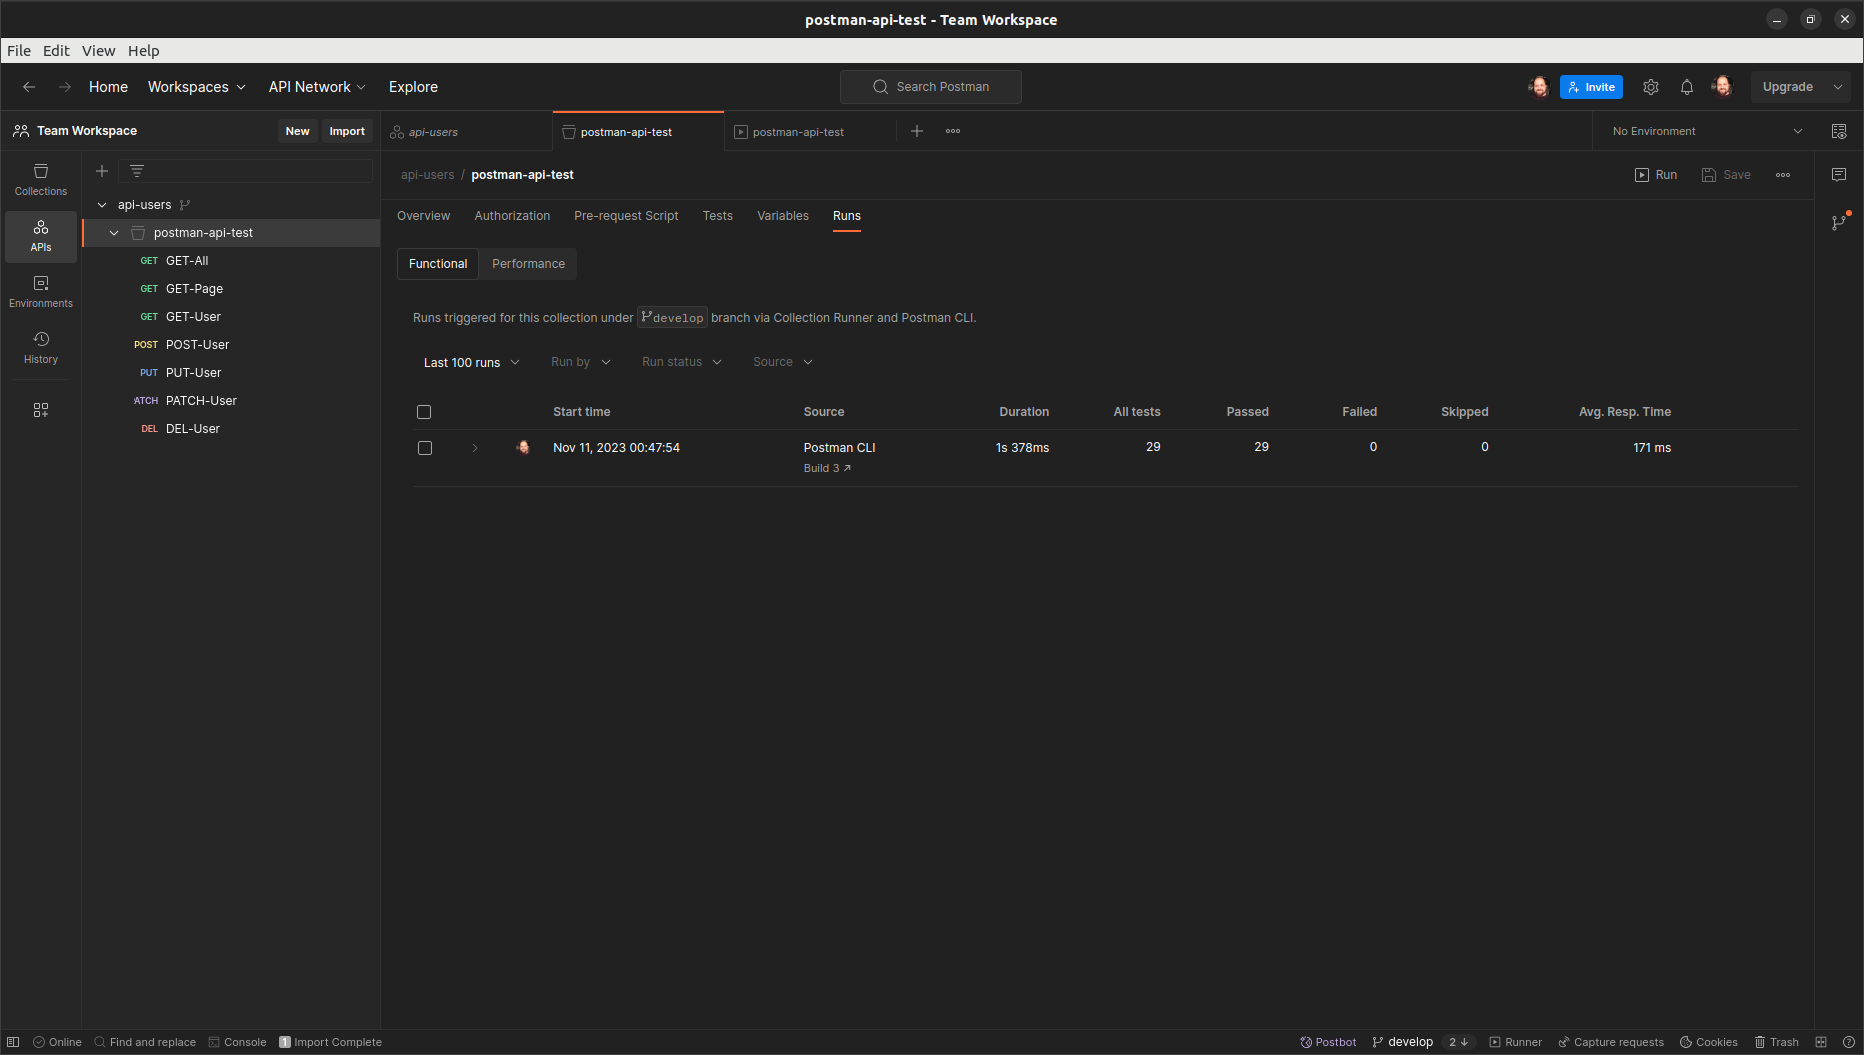 postman-api-test - Team Workspace
File Edit View Help
Home Workspaces API Network Explore Search Postman Invite Upgrade
Team Workspace New Import api-users postman-api-test postman-api-test No Environment
Collections
APIs
Environments
History
api-users
postman-api-test
GET GET-All
GET GET-Page
GET GET-User
POST POST-User
PUT PUT-User
ATCH PATCH-User
DEL DEL-User
api-users / postman-api-test Run Save
Overview Authorization Pre-request Script Tests Variables Runs
Functional Performance
Runs triggered for this collection under develop branch via Collection Runner and Postman CLI.
Last 100 runs Run by Run status Source
Start time Source Duration All tests Passed Failed Skipped Avg. Resp. Time
Nov 11, 2023 00:47:54 Postman CLI 1s 378ms 29 29 0 0 171 ms
Build 3
Online Find and replace Console 1 Import Complete Postbot develop 2 Runner Capture requests Cookies Trash